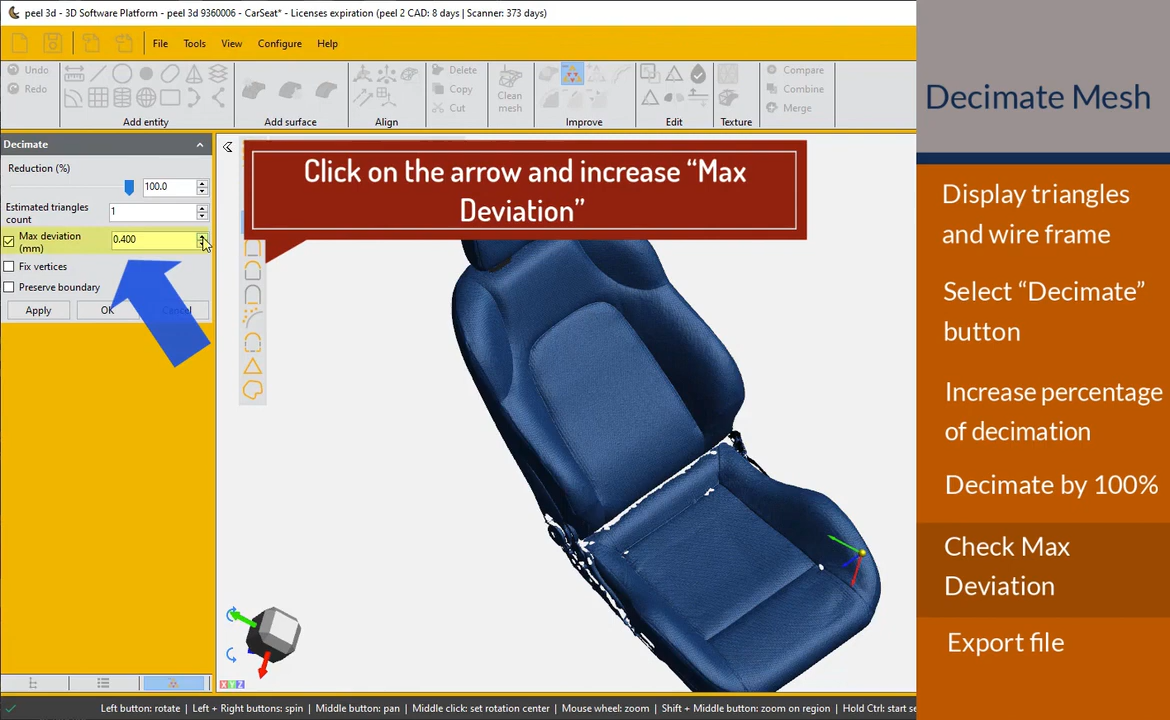 peel 3d - 3D Software Platform - peel 3d 9360006 - CarSeat* - Licenses expiration (peel 2 CAD: 8 days | Scanner: 373 days)
File Tools View Configure Help
Undo
Redo
Add entity
Add surface
Align
Delete
Copy
Cut
Clean
mesh
Improve
Edit
Texture
Compare
Combine
Merge
Decimate
Reduction (%)
100.0
Estimated triangles
count
1
Max deviation
(mm)
0.400
Fix vertices
Preserve boundary
Apply
OK
Cancel
Click on the arrow and increase “Max
Deviation”
X Y Z
Left button: rotate | Left + Right buttons: spin | Middle button: pan | Middle click: set rotation center | Mouse wheel: zoom | Shift + Middle button: zoom on region | Hold Ctrl: start se
Decimate Mesh
Display triangles
and wire frame
Select “Decimate”
button
Increase percentage
of decimation
Decimate by 100%
Check Max
Deviation
Export file